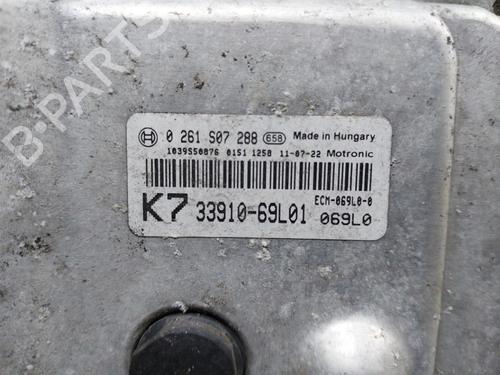 B-PARTS
0 261 S07 288 658 Made in Hungary
1039S50876 0151 1258 11-07-22 Motronic
ECM-069L0-0
K7 33910-69L01 069L0